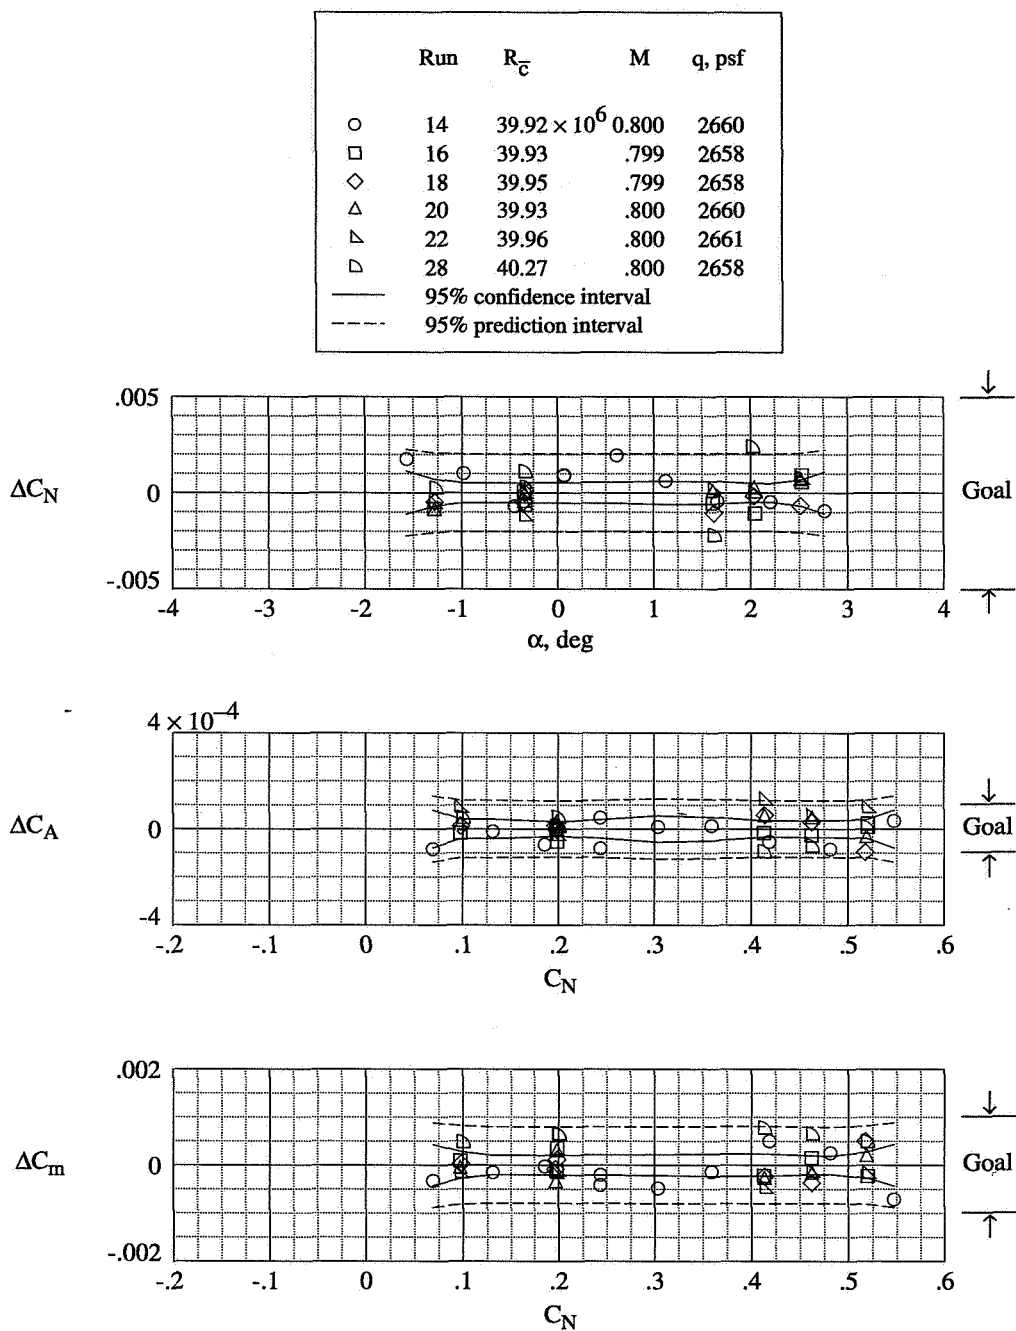 Run R_c̅ M q, psf
14 39.92 × 10^6 0.800 2660
16 39.93 .799 2658
18 39.95 .799 2658
20 39.93 .800 2660
22 39.96 .800 2661
28 40.27 .800 2658
95% confidence interval
95% prediction interval
.005
ΔC_N 0 Goal
-.005
-4 -3 -2 -1 0 1 2 3 4
α, deg
4 × 10^-4
ΔC_A 0 Goal
-4
-.2 -.1 0 .1 .2 .3 .4 .5 .6
C_N
.002
ΔC_m 0 Goal
-.002
-.2 -.1 0 .1 .2 .3 .4 .5 .6
C_N